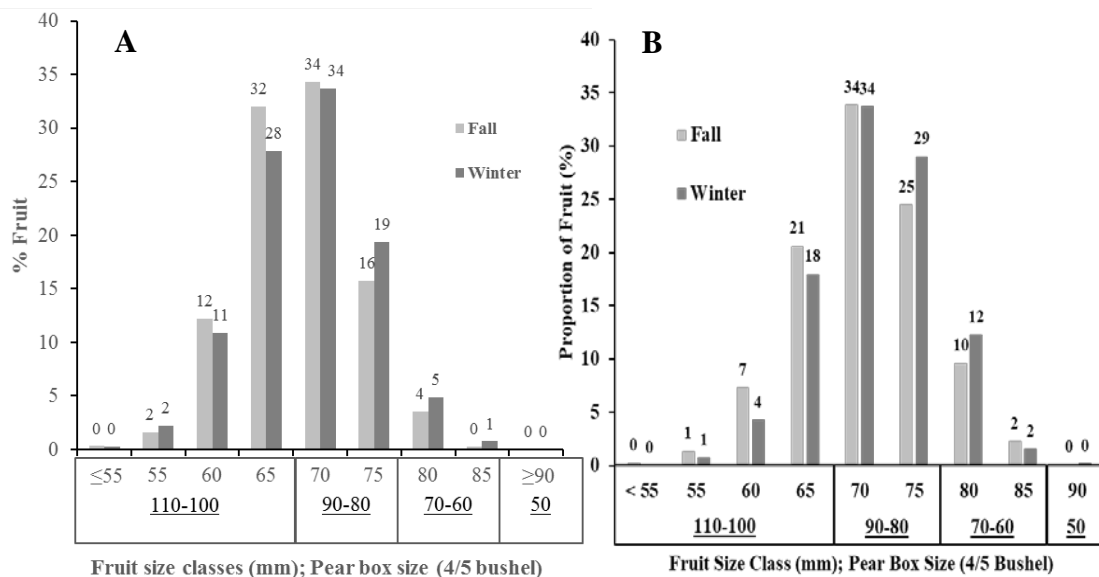 A
% Fruit
40
35
30
25
20
15
10
5
0
Fall
Winter
0 0
2 2
12 11
32 28
34 34
16 19
4 5
0 1
0 0
≤55 55 60 65 70 75 80 85 ≥90
110-100 90-80 70-60 50
Fruit size classes (mm); Pear box size (4/5 bushel)
B
Proportion of Fruit (%)
40
35
30
25
20
15
10
5
0
Fall
Winter
0 0
1 1
7 4
21 18
34 34
25 29
10 12
2 2
0 0
< 55 55 60 65 70 75 80 85 90
110-100 90-80 70-60 50
Fruit Size Class (mm); Pear Box Size (4/5 Bushel)